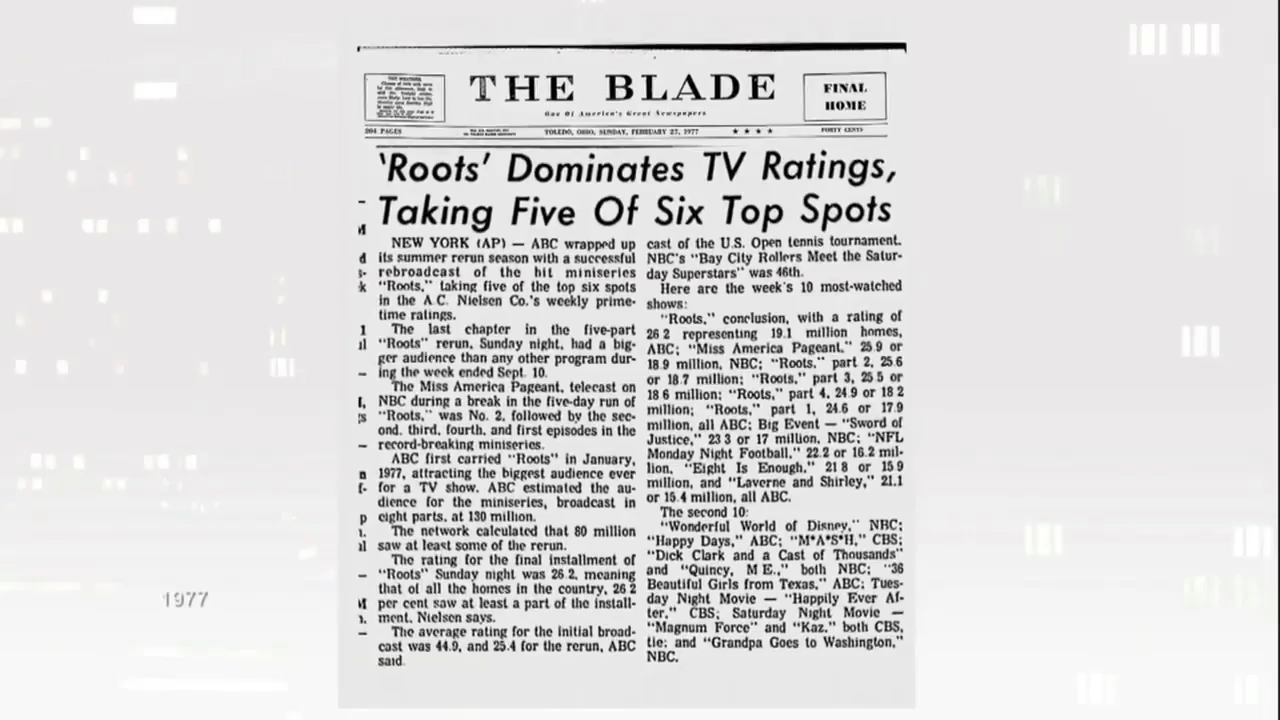 THE BLADE
One Of America's Great Newspapers
FINAL
HOME
204 PAGES
TOLEDO, OHIO, SUNDAY, FEBRUARY 27, 1977
★ ★ ★ ★
FORTY CENTS
'Roots' Dominates TV Ratings,
Taking Five Of Six Top Spots
NEW YORK (AP) — ABC wrapped up
its summer rerun season with a successful
rebroadcast of the hit miniseries
"Roots," taking five of the top six spots
in the A.C. Nielsen Co.'s weekly prime-
time ratings.
The last chapter in the five-part
"Roots" rerun, Sunday night, had a big-
ger audience than any other program dur-
ing the week ended Sept. 10.
The Miss America Pageant, telecast on
NBC during a break in the five-day run of
"Roots," was No. 2, followed by the sec-
ond, third, fourth, and first episodes in the
record-breaking miniseries.
ABC first carried "Roots" in January,
1977, attracting the biggest audience ever
for a TV show. ABC estimated the au-
dience for the miniseries, broadcast in
eight parts, at 130 million.
The network calculated that 80 million
saw at least some of the rerun.
The rating for the final installment of
"Roots" Sunday night was 26.2, meaning
that of all the homes in the country, 26 2
per cent saw at least a part of the install-
ment, Nielsen says.
The average rating for the initial broad-
cast was 44.9, and 25.4 for the rerun, ABC
said.
cast of the U.S. Open tennis tournament.
NBC's "Bay City Rollers Meet the Satur-
day Superstars" was 46th.
Here are the week's 10 most-watched
shows:
"Roots," conclusion, with a rating of
26 2 representing 19.1 million homes,
ABC; "Miss America Pageant," 25.9 or
18.9 million, NBC; "Roots," part 2, 25.6
or 18.7 million; "Roots," part 3, 25 5 or
18 6 million; "Roots," part 4, 24.9 or 18 2
million; "Roots," part 1, 24.6 or 17.9
million, all ABC; Big Event — "Sword of
Justice," 23 3 or 17 million, NBC; "NFL
Monday Night Football," 22.2 or 16.2 mil-
lion, "Eight Is Enough," 21 8 or 15 9
million, and "Laverne and Shirley," 21.1
or 15.4 million, all ABC.
The second 10:
"Wonderful World of Disney," NBC;
"Happy Days," ABC; "M*A*S*H," CBS;
"Dick Clark and a Cast of Thousands"
and "Quincy, M E.," both NBC; "36
Beautiful Girls from Texas," ABC; Tues-
day Night Movie — "Happily Ever Af-
ter," CBS; Saturday Night Movie —
"Magnum Force" and "Kaz," both CBS,
tie; and "Grandpa Goes to Washington,"
NBC.
1977